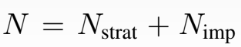 N = N_strat + N_imp